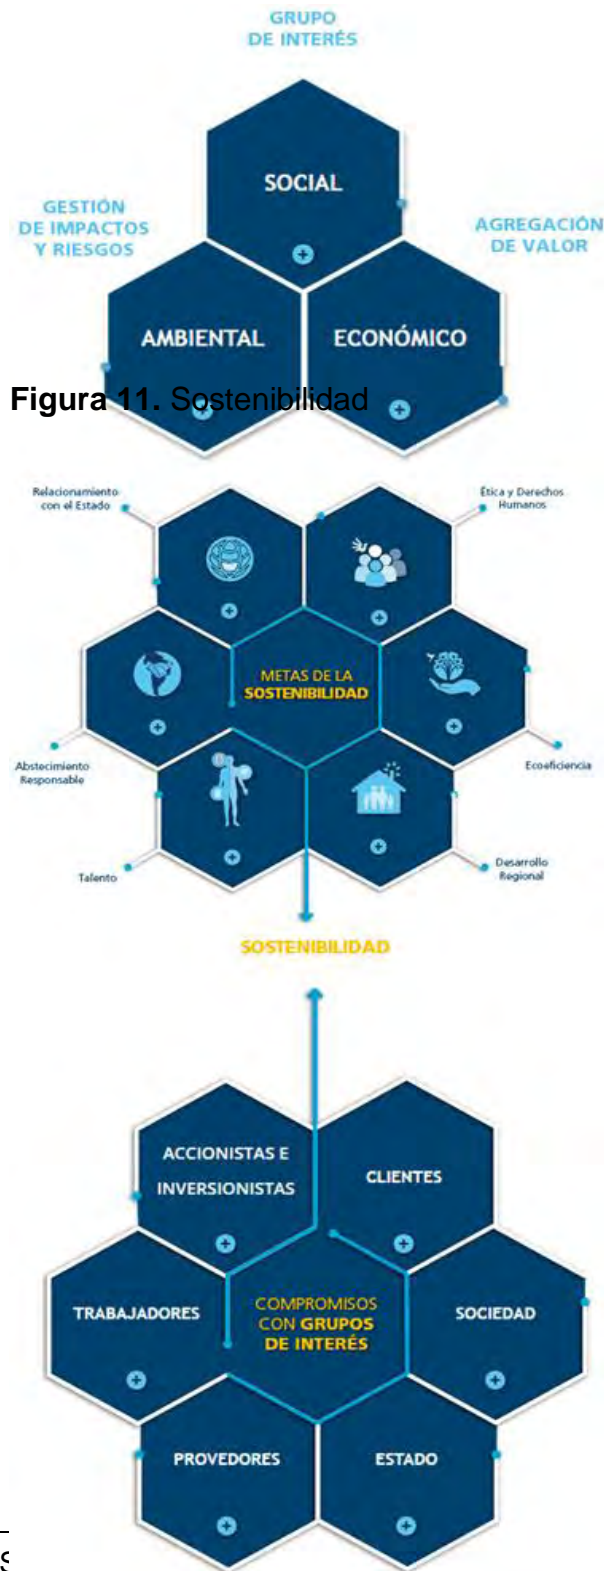 GRUPO
DE INTERÉS
SOCIAL
GESTIÓN
DE IMPACTOS
Y RIESGOS
AGREGACIÓN
DE VALOR
AMBIENTAL
ECONÓMICO
Figura 11. Sostenibilidad
Relacionamiento
con el Estado
Ética y Derechos
Humanos
METAS DE LA
SOSTENIBILIDAD
Abstecimiento
Responsable
Ecoeficiencia
Talento
Desarrollo
Regional
SOSTENIBILIDAD
ACCIONISTAS E
INVERSIONISTAS
CLIENTES
TRABAJADORES
COMPROMISOS
CON GRUPOS
DE INTERÉS
SOCIEDAD
PROVEDORES
ESTADO